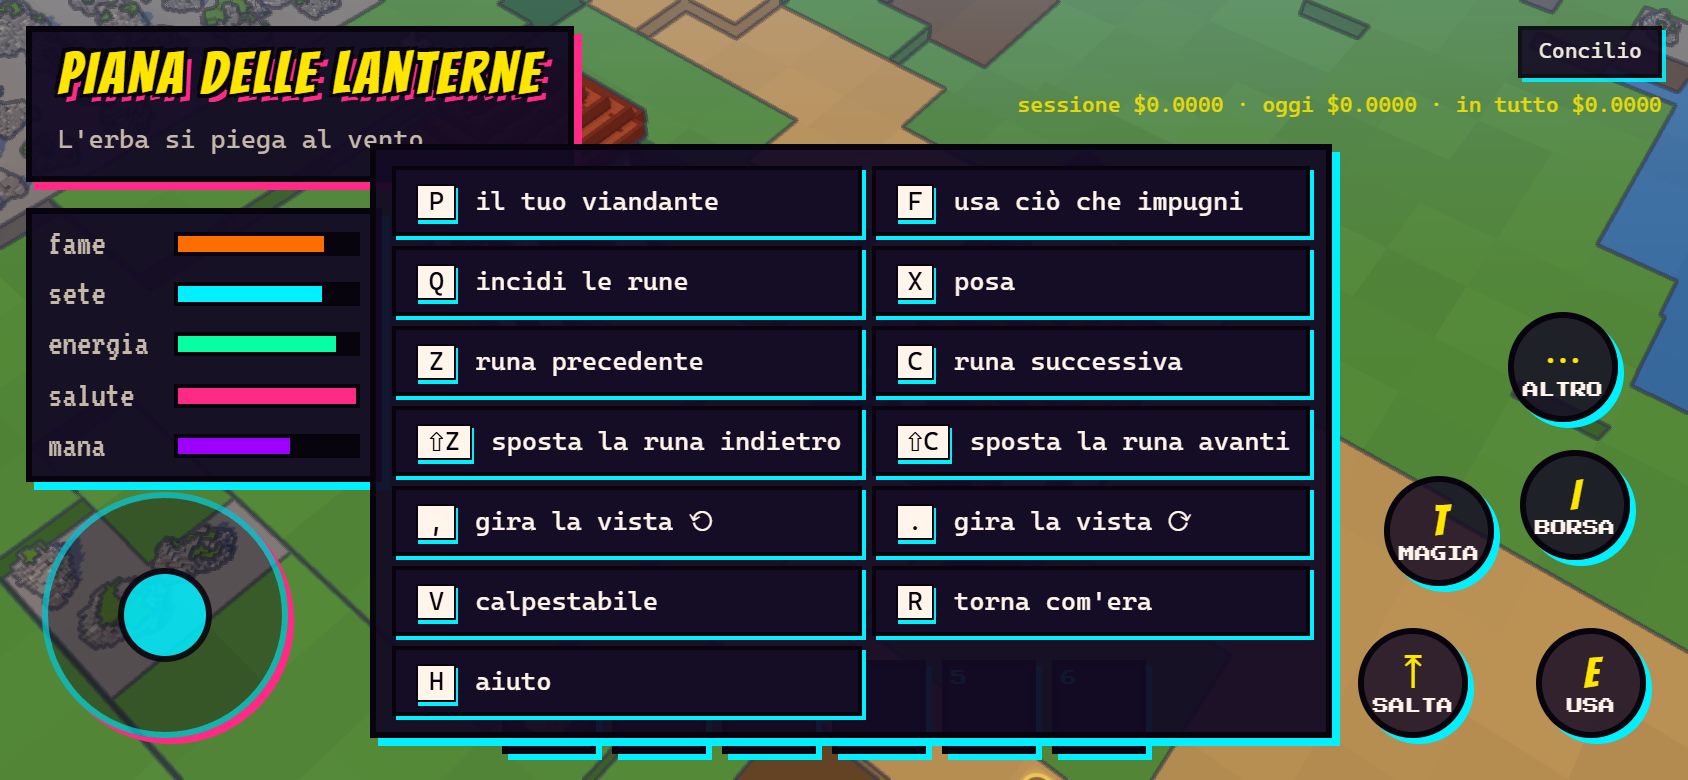 PIANA DELLE LANTERNE
L'erba si piega al vento
Concilio
sessione $0.0000 · oggi $0.0000 · in tutto $0.0000
fame
sete
energia
salute
mana
P il tuo viandante
F usa ciò che impugni
Q incidi le rune
X posa
Z runa precedente
C runa successiva
⇧Z sposta la runa indietro
⇧C sposta la runa avanti
, gira la vista ⟲
. gira la vista ⟳
V calpestabile
R torna com'era
H aiuto
5 6
...
ALTRO
I
BORSA
T
MAGIA
⤒
SALTA
E
USA